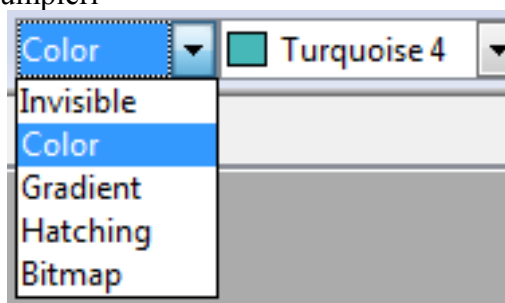 Color Turquoise 4
Invisible
Color
Gradient
Hatching
Bitmap